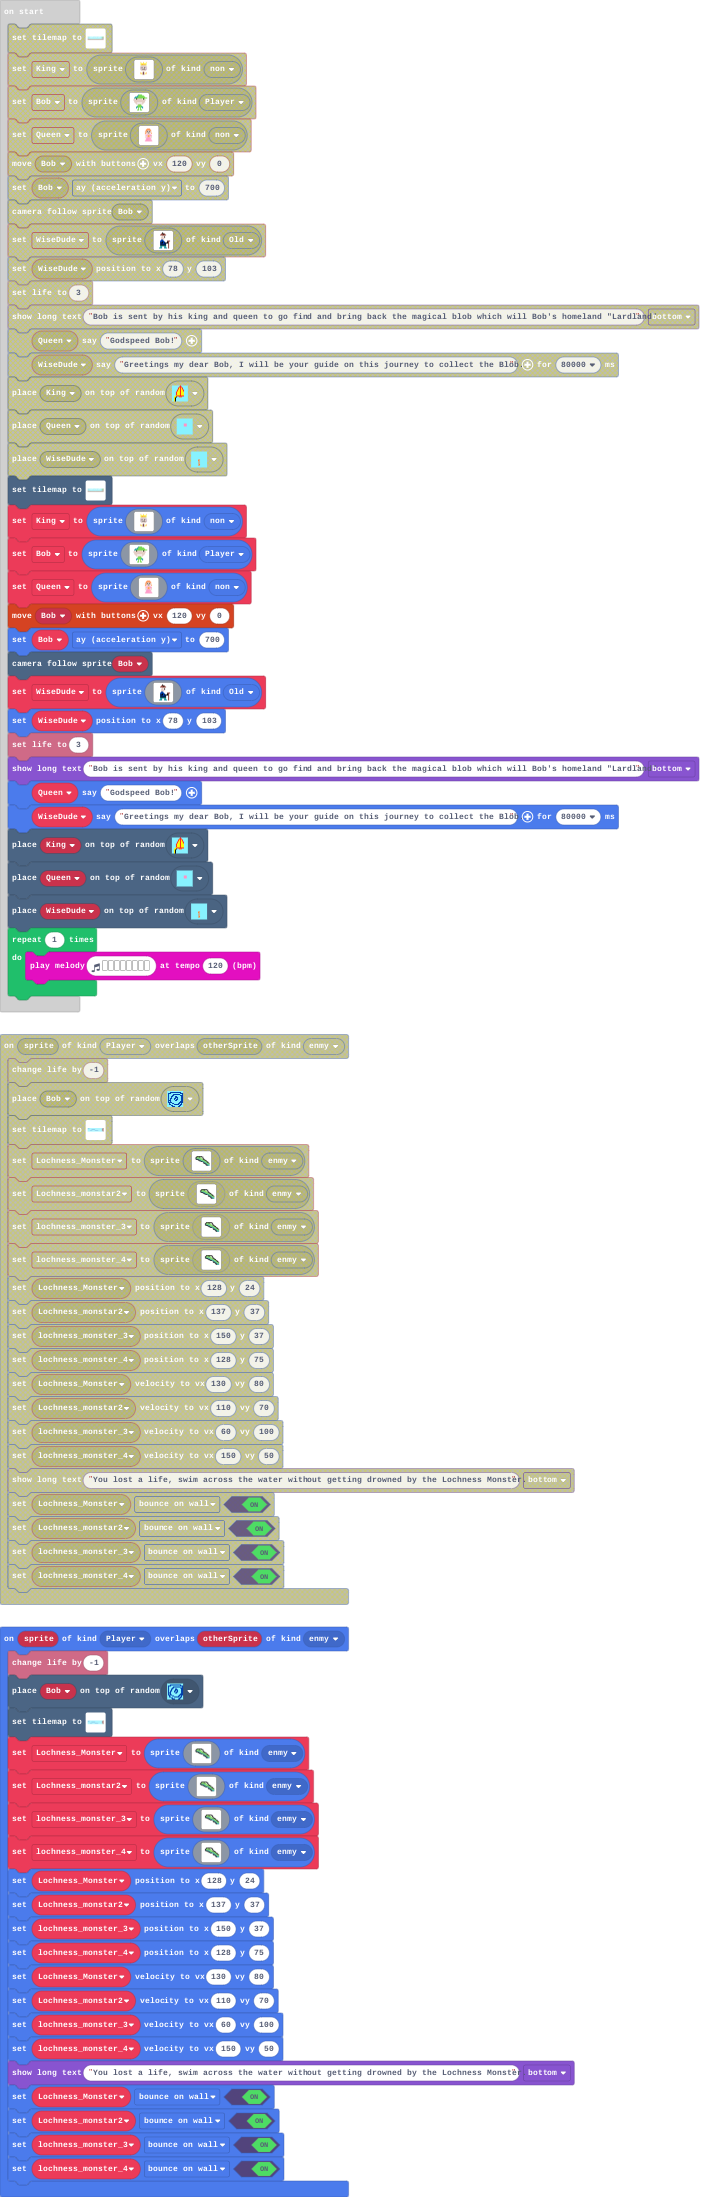 on start
set tilemap to
set King to sprite of kind non
set Bob to sprite of kind Player
set Queen to sprite of kind non
move Bob with buttons vx 120 vy 0
set Bob ay (acceleration y) to 700
camera follow sprite Bob
set WiseDude to sprite of kind Old
set WiseDude position to x 78 y 103
set life to 3
show long text "Bob is sent by his king and queen to go find and bring back the magical blob which will Bob's homeland "Lardland bottom
Queen say "Godspeed Bob!"
WiseDude say "Greetings my dear Bob, I will be your guide on this journey to collect the Blob. for 80000 ms
place King on top of random
place Queen on top of random
place WiseDude on top of random
set tilemap to
set King to sprite of kind non
set Bob to sprite of kind Player
set Queen to sprite of kind non
move Bob with buttons vx 120 vy 0
set Bob ay (acceleration y) to 700
camera follow sprite Bob
set WiseDude to sprite of kind Old
set WiseDude position to x 78 y 103
set life to 3
show long text "Bob is sent by his king and queen to go find and bring back the magical blob which will Bob's homeland "Lardla bottom
Queen say "Godspeed Bob!"
WiseDude say "Greetings my dear Bob, I will be your guide on this journey to collect the Blob for 80000 ms
place King on top of random
place Queen on top of random
place WiseDude on top of random
repeat 1 times
do
play melody at tempo 120 (bpm)
on sprite of kind Player overlaps otherSprite of kind enmy
change life by -1
place Bob on top of random
set tilemap to
set Lochness_Monster to sprite of kind enmy
set Lochness_monstar2 to sprite of kind enmy
set lochness_monster_3 to sprite of kind enmy
set lochness_monster_4 to sprite of kind enmy
set Lochness_Monster position to x 128 y 24
set Lochness_monstar2 position to x 137 y 37
set lochness_monster_3 position to x 150 y 37
set lochness_monster_4 position to x 128 y 75
set Lochness_Monster velocity to vx 130 vy 80
set Lochness_monstar2 velocity to vx 110 vy 70
set lochness_monster_3 velocity to vx 60 vy 100
set lochness_monster_4 velocity to vx 150 vy 50
show long text "You lost a life, swim across the water without getting drowned by the Lochness Monster. bottom
set Lochness_Monster bounce on wall ON
set Lochness_monstar2 bounce on wall ON
set lochness_monster_3 bounce on wall ON
set lochness_monster_4 bounce on wall ON
on sprite of kind Player overlaps otherSprite of kind enmy
change life by -1
place Bob on top of random
set tilemap to
set Lochness_Monster to sprite of kind enmy
set Lochness_monstar2 to sprite of kind enmy
set lochness_monster_3 to sprite of kind enmy
set lochness_monster_4 to sprite of kind enmy
set Lochness_Monster position to x 128 y 24
set Lochness_monstar2 position to x 137 y 37
set lochness_monster_3 position to x 150 y 37
set lochness_monster_4 position to x 128 y 75
set Lochness_Monster velocity to vx 130 vy 80
set Lochness_monstar2 velocity to vx 110 vy 70
set lochness_monster_3 velocity to vx 60 vy 100
set lochness_monster_4 velocity to vx 150 vy 50
show long text "You lost a life, swim across the water without getting drowned by the Lochness Monste bottom
set Lochness_Monster bounce on wall ON
set Lochness_monstar2 bounce on wall ON
set lochness_monster_3 bounce on wall ON
set lochness_monster_4 bounce on wall ON